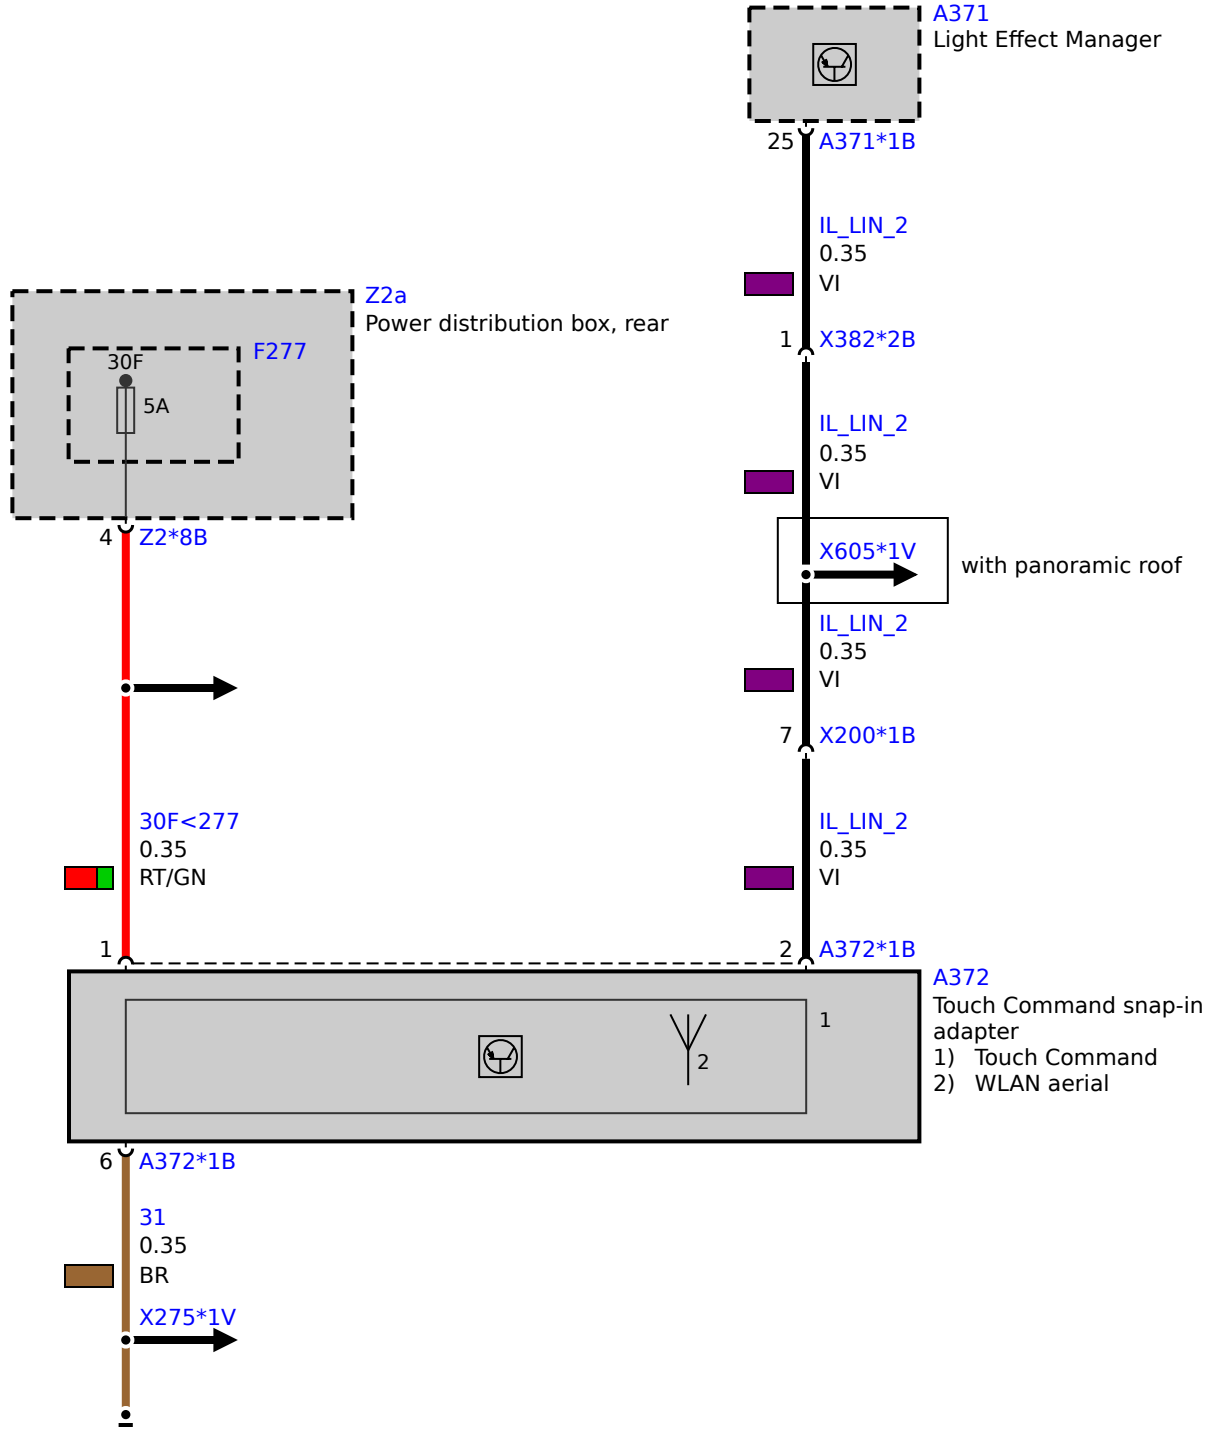 A371
Light Effect Manager
25 A371*1B
IL_LIN_2
0.35
VI
Z2a
Power distribution box, rear
1 X382*2B
F277
30F
5A
IL_LIN_2
0.35
VI
4 Z2*8B
X605*1V
with panoramic roof
IL_LIN_2
0.35
VI
7 X200*1B
30F<277
0.35
RT/GN
IL_LIN_2
0.35
VI
1
2 A372*1B
A372
Touch Command snap-in
adapter
1) Touch Command
2) WLAN aerial
1
2
6 A372*1B
31
0.35
BR
X275*1V